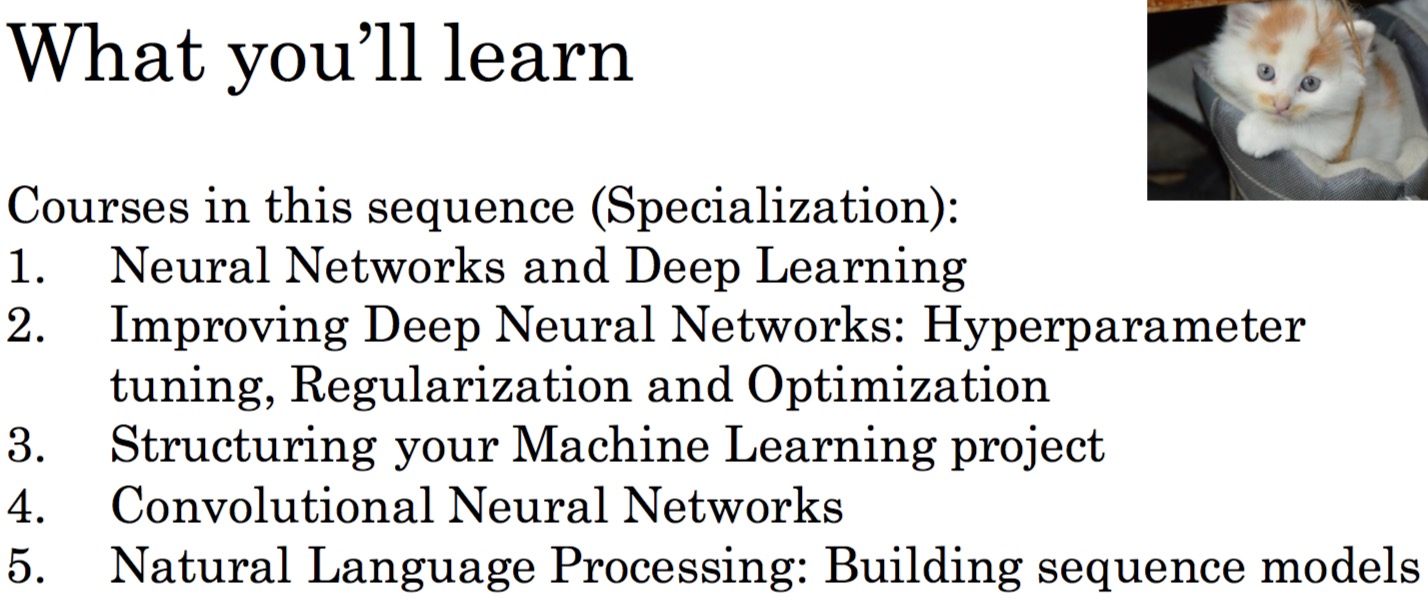 What you’ll learn
Courses in this sequence (Specialization):
1. Neural Networks and Deep Learning
2. Improving Deep Neural Networks: Hyperparameter
tuning, Regularization and Optimization
3. Structuring your Machine Learning project
4. Convolutional Neural Networks
5. Natural Language Processing: Building sequence models